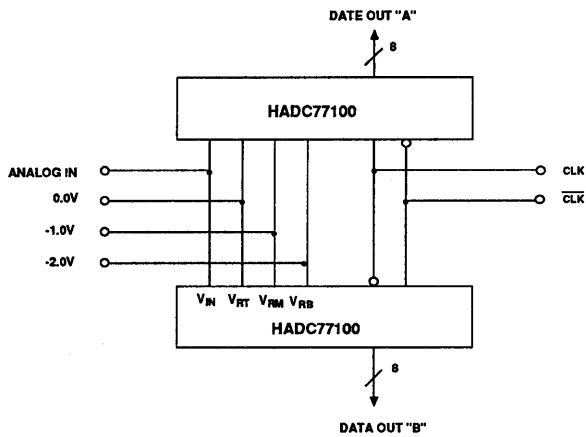 DATE OUT "A"
8
HADC77100
ANALOG IN
0.0V
-1.0V
-2.0V
CLK
CLK
VIN VRT VRM VRB
HADC77100
8
DATA OUT "B"